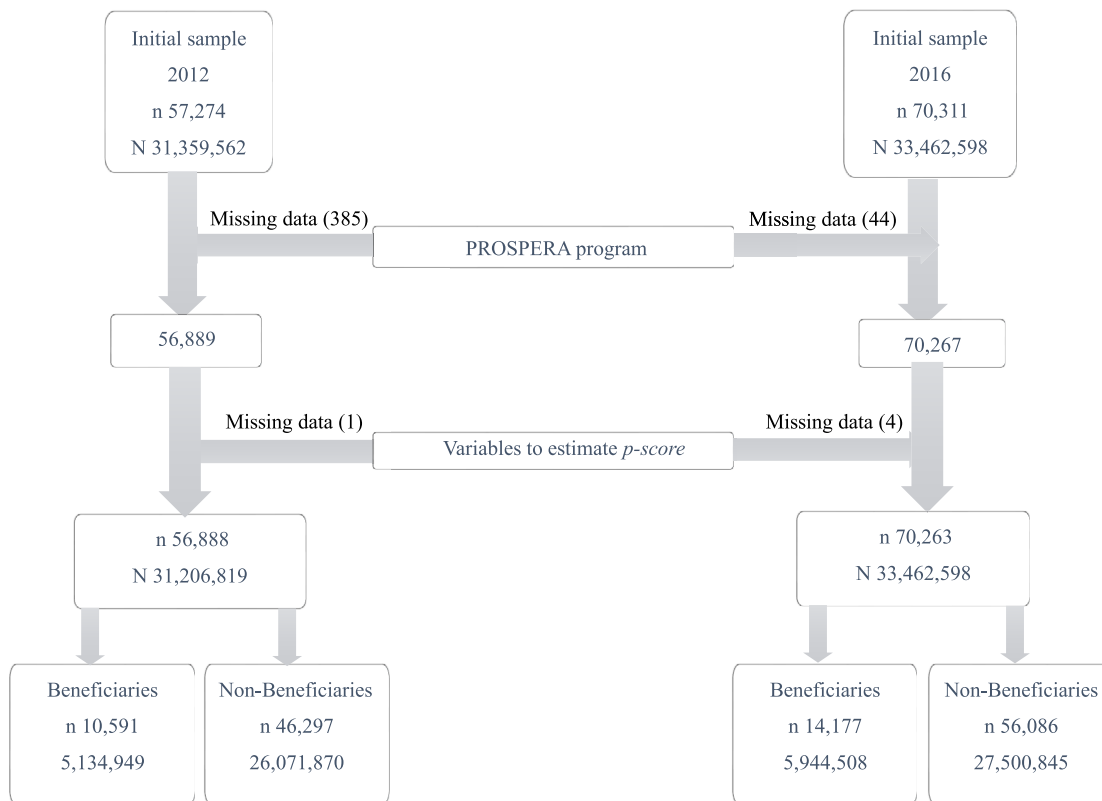 Initial sample
2012
n 57,274
N 31,359,562
Initial sample
2016
n 70,311
N 33,462,598
Missing data (385)
PROSPERA program
Missing data (44)
56,889
70,267
Missing data (1)
Variables to estimate p-score
Missing data (4)
n 56,888
N 31,206,819
n 70,263
N 33,462,598
Beneficiaries
n 10,591
5,134,949
Non-Beneficiaries
n 46,297
26,071,870
Beneficiaries
n 14,177
5,944,508
Non-Beneficiaries
n 56,086
27,500,845